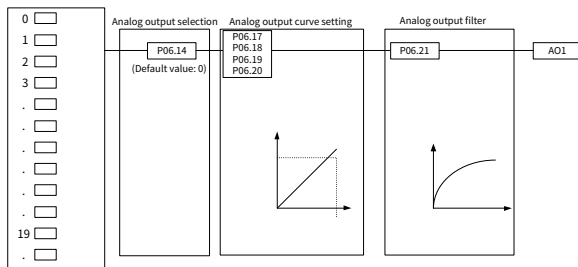 0
1
2
3
.
.
.
.
.
.
19
.
Analog output selection
P06.14
(Default value: 0)
Analog output curve setting
P06.17
P06.18
P06.19
P06.20
Analog output filter
P06.21
AO1